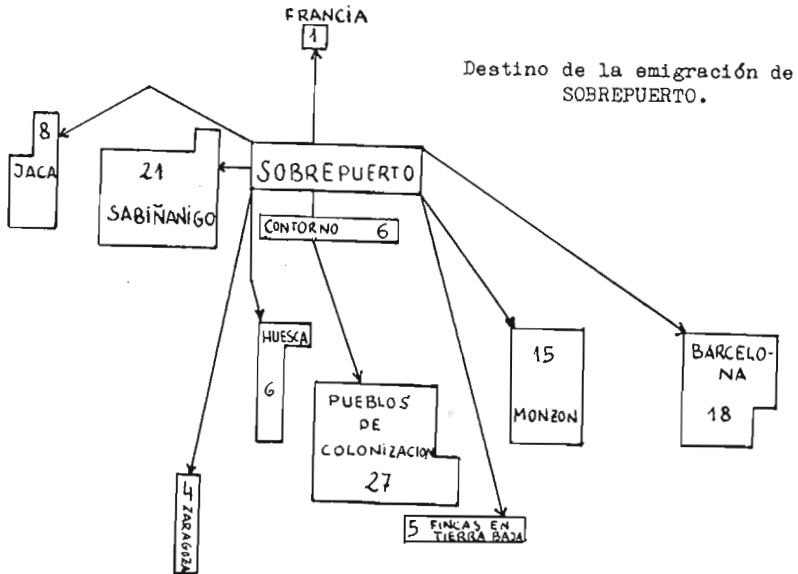 FRANCIA
1
Destino de la emigración de
SOBREPUERTO.
8
JACA
21
SABIÑANIGO
SOBREPUERTO
CONTORNO 6
HUESCA
6
15
MONZON
BARCELO-
NA
18
PUEBLOS
DE
COLONIZACION
27
4 ZARAGOZA
5 FINCAS EN
TIERRA BAJA